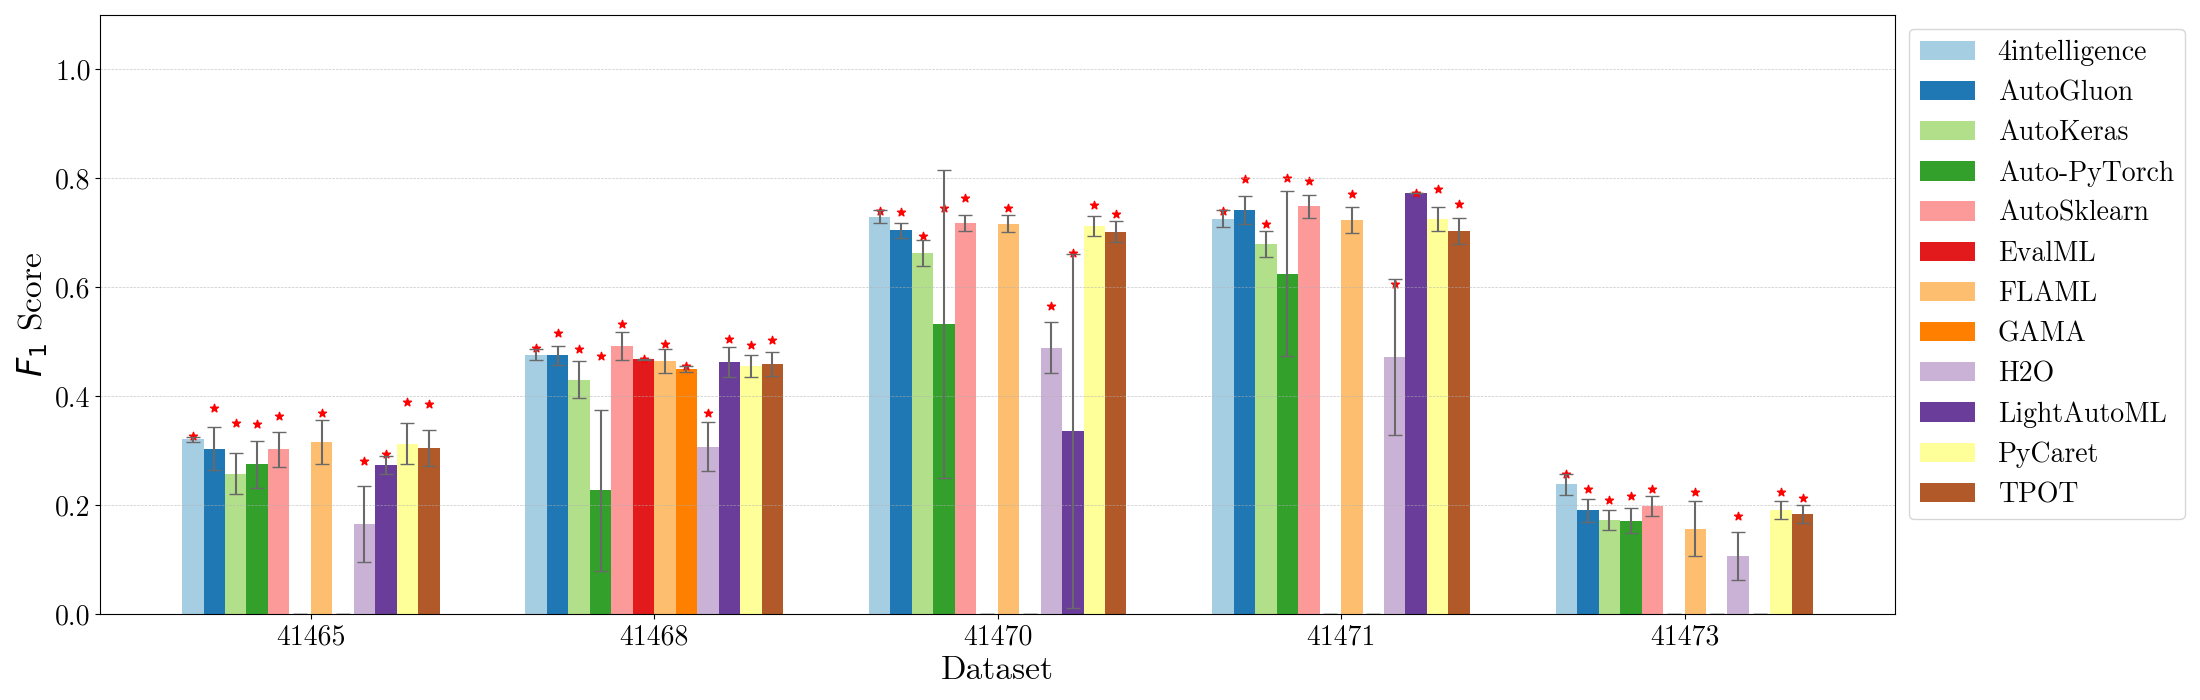 1.0
0.8
0.6
0.4
0.2
0.0
F1 Score
41465
41468
41470
41471
41473
Dataset
4intelligence
AutoGluon
AutoKeras
Auto-PyTorch
AutoSklearn
EvalML
FLAML
GAMA
H2O
LightAutoML
PyCaret
TPOT